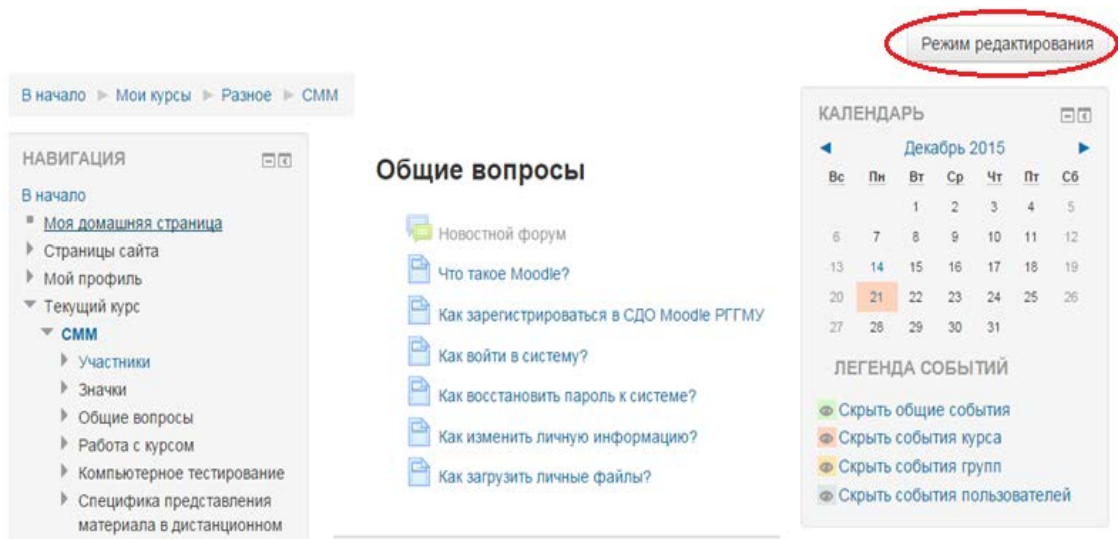 Режим редактирования
В начало ► Мои курсы ► Разное ► СММ
НАВИГАЦИЯ
В начало
Моя домашняя страница
Страницы сайта
Мой профиль
Текущий курс
СММ
Участники
Значки
Общие вопросы
Работа с курсом
Компьютерное тестирование
Специфика представления
материала в дистанционном
Общие вопросы
Новостной форум
Что такое Moodle?
Как зарегистрироваться в СДО Moodle РГГМУ
Как войти в систему?
Как восстановить пароль к системе?
Как изменить личную информацию?
Как загрузить личные файлы?
КАЛЕНДАРЬ
◄ Декабрь 2015 ►
Вс Пн Вт Ср Чт Пт Сб
1 2 3 4 5
6 7 8 9 10 11 12
13 14 15 16 17 18 19
20 21 22 23 24 25 26
27 28 29 30 31
ЛЕГЕНДА СОБЫТИЙ
Скрыть общие события
Скрыть события курса
Скрыть события групп
Скрыть события пользователей